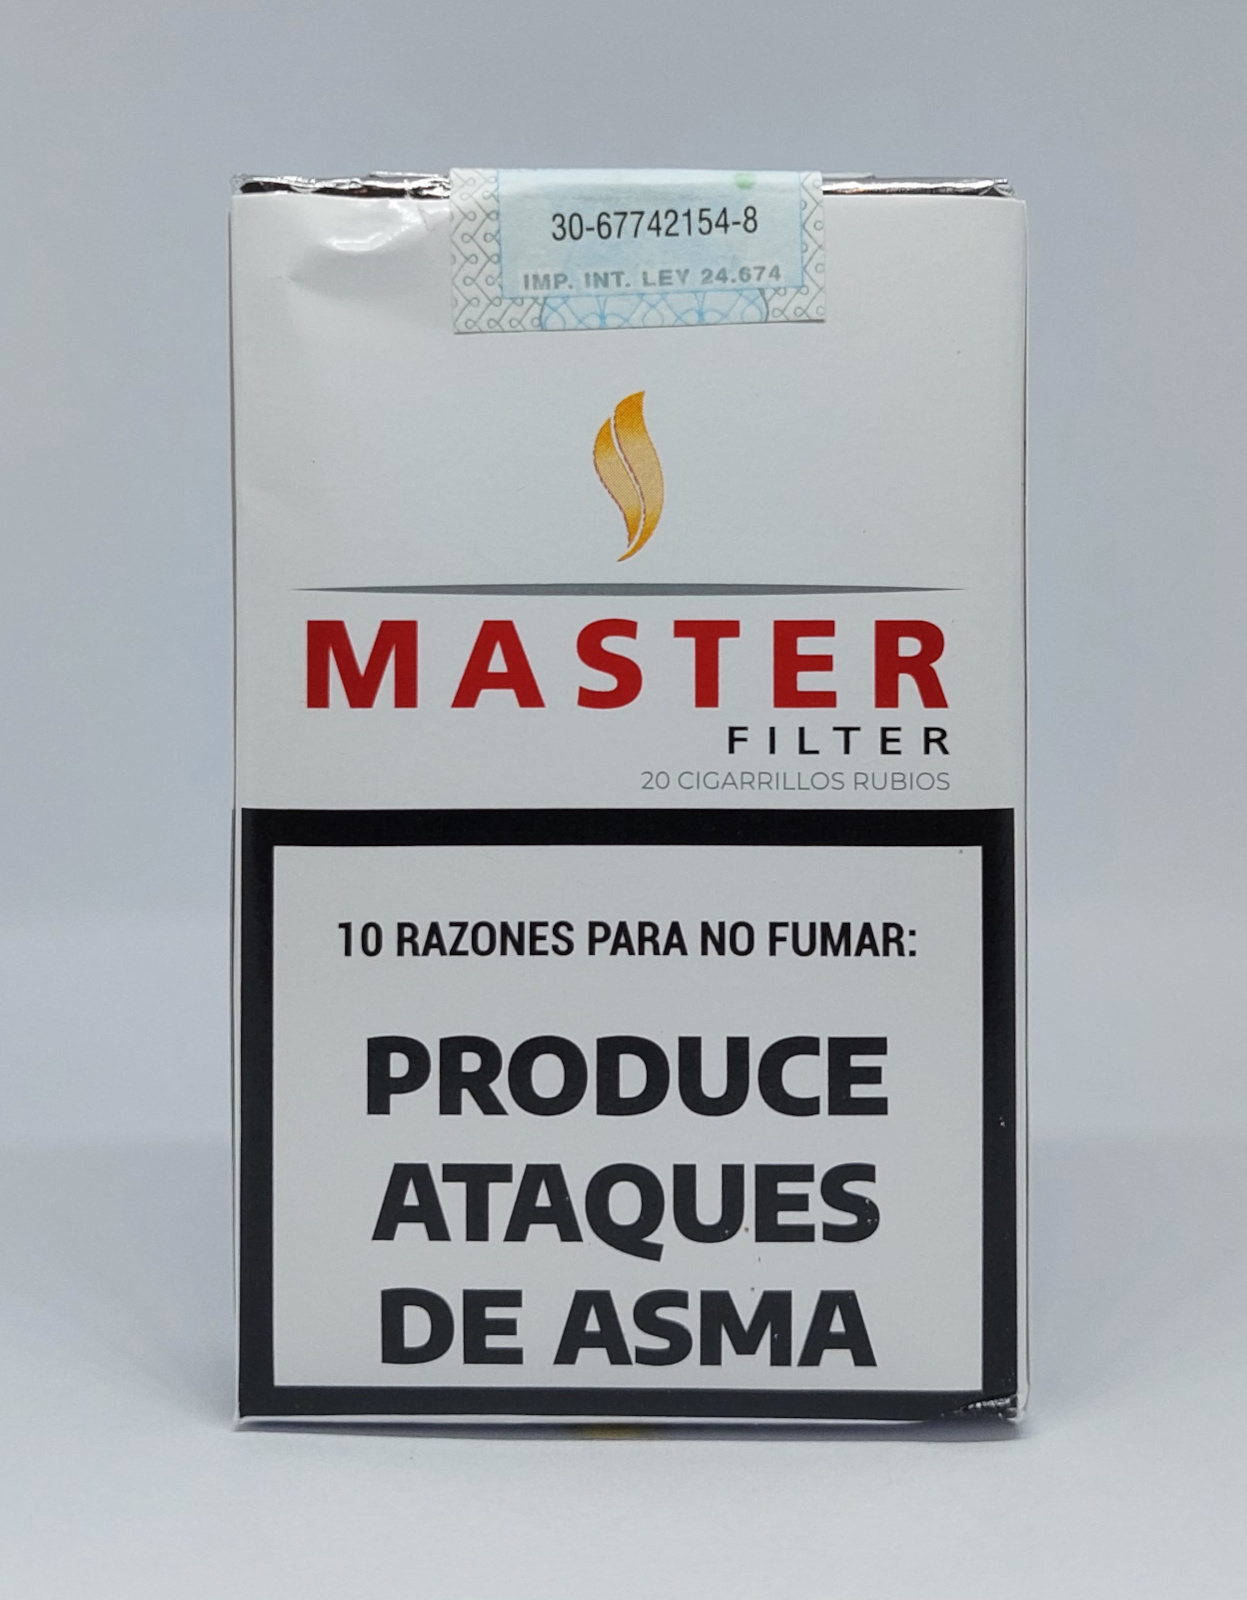 30-67742154-8
IMP. INT. LEY 24.674
MASTER
FILTER
20 CIGARRILLOS RUBIOS
10 RAZONES PARA NO FUMAR:
PRODUCE
ATAQUES
DE ASMA